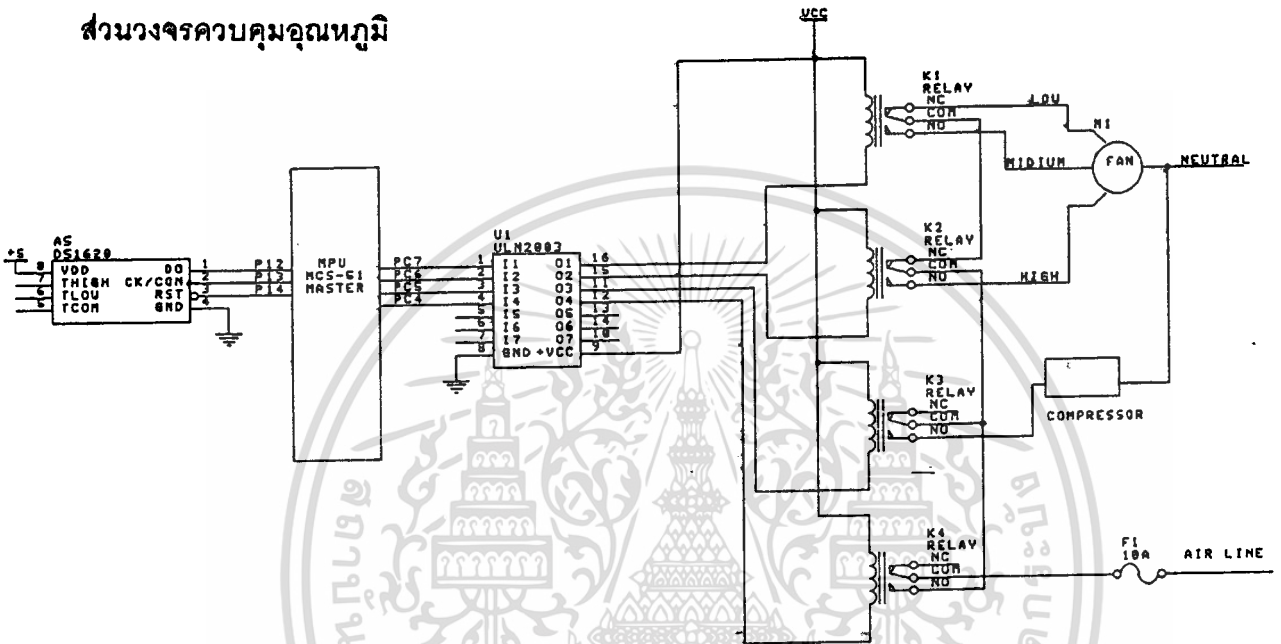 ส่วนวงจรควบคุมอุณหภูมิ
VCC
K1
RELAY
NC
COM
NO
LOW
MIDIUM
HIGH
M1
FAN
NEUTRAL
K2
RELAY
NC
COM
NO
K3
RELAY
NC
COM
NO
COMPRESSOR
K4
RELAY
NC
COM
NO
F1
10A
AIR LINE
+5
A5
DS1620
8 VDD DQ 1
7 THIGH CK/CON 2
6 TLOW RST 3
5 TCOM GND 4
P12
P13
P14
MPU
MCS-51
MASTER
PC7
PC6
PC5
PC4
U1
ULN2003
1 I1 O1 16
2 I2 O2 15
3 I3 O3 11
4 I4 O4 12
5 I5 O5 13
6 I6 O6 14
7 I7 O7 10
8 GND +VCC 9